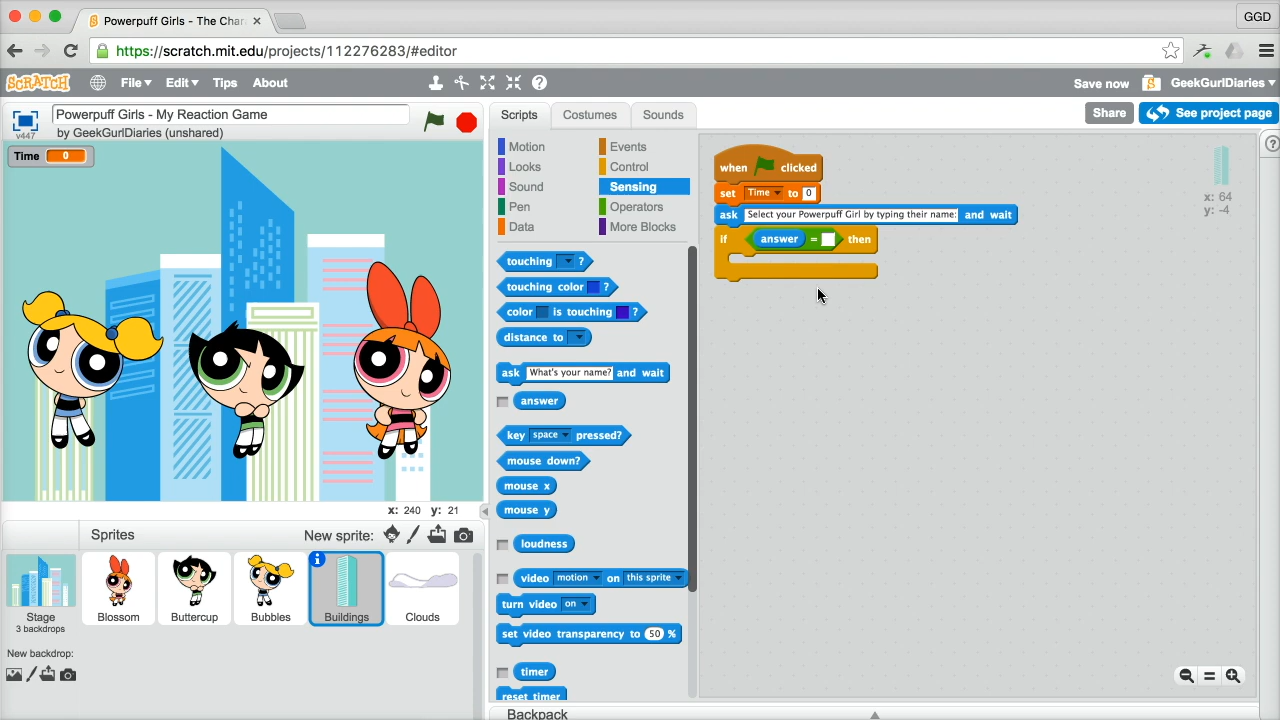 Powerpuff Girls - The Char
GGD
https://scratch.mit.edu/projects/112276283/#editor
SCRATCH
File
Edit
Tips
About
Save now
GeekGurlDiaries
v447
Powerpuff Girls - My Reaction Game
by GeekGurlDiaries (unshared)
Scripts
Costumes
Sounds
Share
See project page
Time 0
Motion
Events
Looks
Control
Sound
Sensing
Pen
Operators
Data
More Blocks
touching ?
touching color ?
color is touching ?
distance to
ask What's your name? and wait
answer
key space pressed?
mouse down?
mouse x
mouse y
loudness
video motion on this sprite
turn video on
set video transparency to 50 %
timer
reset timer
when clicked
set Time to 0
ask Select your Powerpuff Girl by typing their name: and wait
if answer = then
x: 64
y: -4
?
x: 240 y: 21
Sprites
New sprite:
Stage
3 backdrops
Blossom
Buttercup
Bubbles
Buildings
Clouds
New backdrop:
Backpack